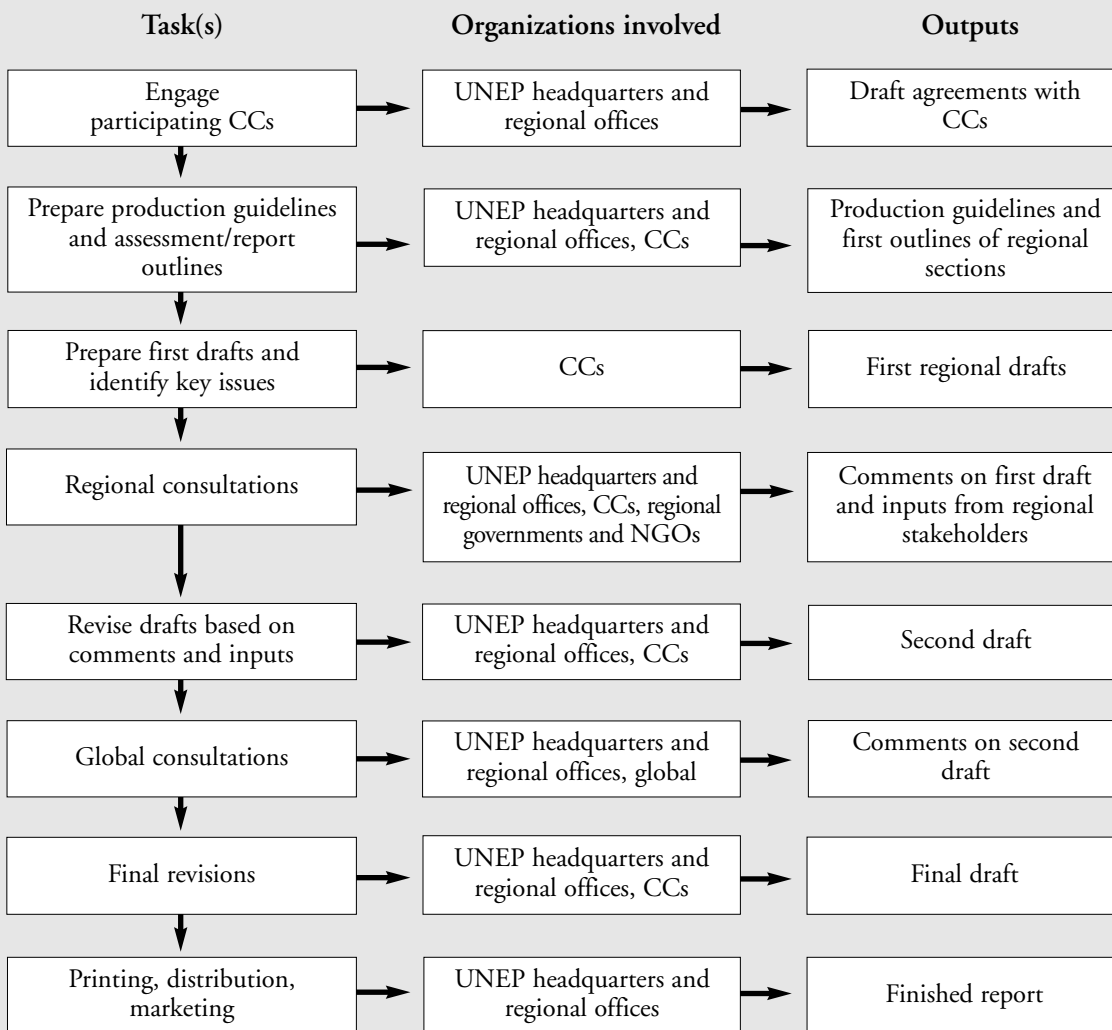 Task(s)
Organizations involved
Outputs
Engage
participating CCs
UNEP headquarters and
regional offices
Draft agreements with
CCs
Prepare production guidelines
and assessment/report
outlines
UNEP headquarters and
regional offices, CCs
Production guidelines and
first outlines of regional
sections
Prepare first drafts and
identify key issues
CCs
First regional drafts
Regional consultations
UNEP headquarters and
regional offices, CCs, regional
governments and NGOs
Comments on first draft
and inputs from regional
stakeholders
Revise drafts based on
comments and inputs
UNEP headquarters and
regional offices, CCs
Second draft
Global consultations
UNEP headquarters and
regional offices, global
Comments on second
draft
Final revisions
UNEP headquarters and
regional offices, CCs
Final draft
Printing, distribution,
marketing
UNEP headquarters and
regional offices
Finished report